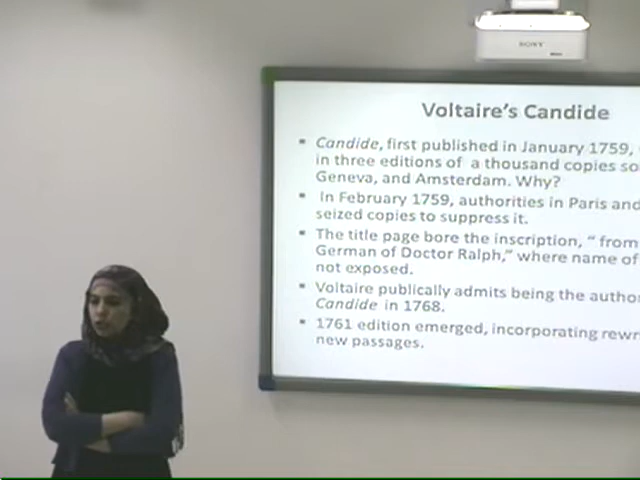 SONY
Voltaire's Candide
▪ Candide, first published in January 1759,
in three editions of a thousand copies
Geneva, and Amsterdam. Why?
▪ In February 1759, authorities in Paris and
seized copies to suppress it.
▪ The title page bore the inscription, “ from
German of Doctor Ralph,” where name of
not exposed.
▪ Voltaire publically admits being the
Candide in 1768.
▪ 1761 edition emerged, incorporating
new passages.